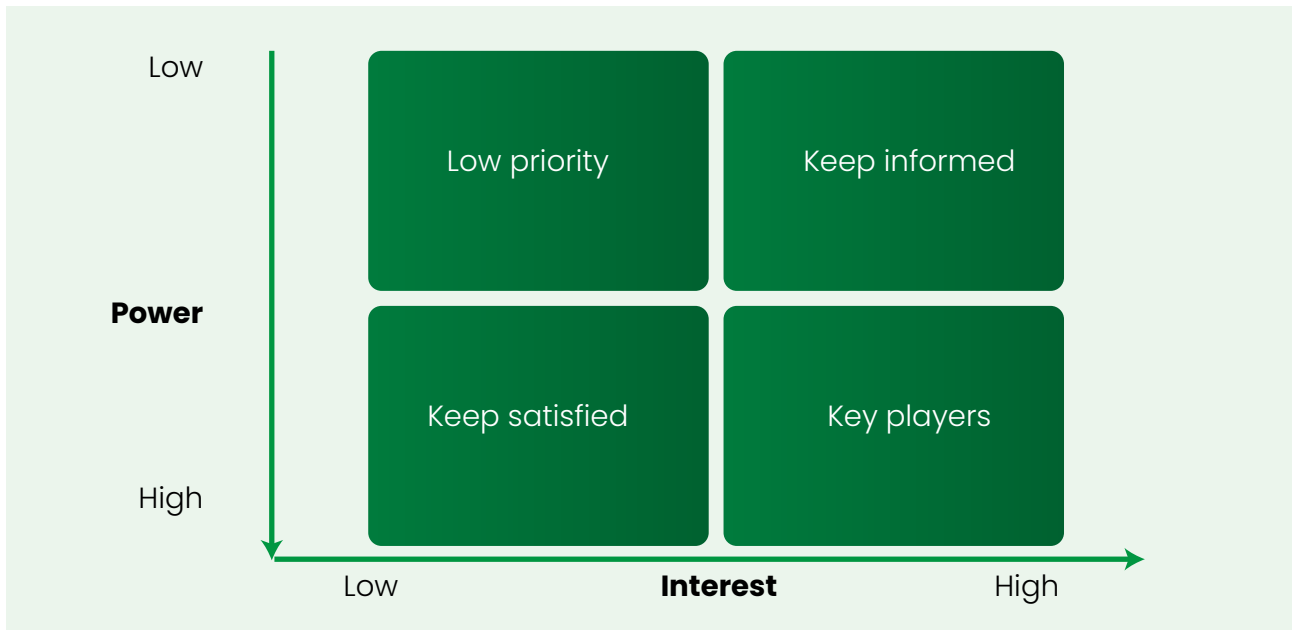 Low
Low priority
Keep informed
Power
Keep satisfied
Key players
High
Low
Interest
High